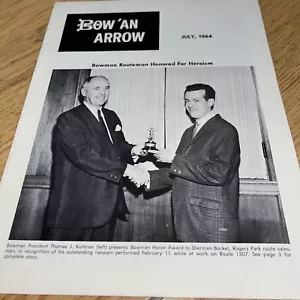 BOW 'AN
ARROW
JULY, 1964
Bowman Routeman Honored For Heroism
Bowman President Thomas J. Kullman (left) presents Bowman Honor Award to Sherman Bockel, Rogers Park route sales-
man, in recognition of his outstanding heroism performed February 11 while at work on Route 1307. See page 3 for
complete story.